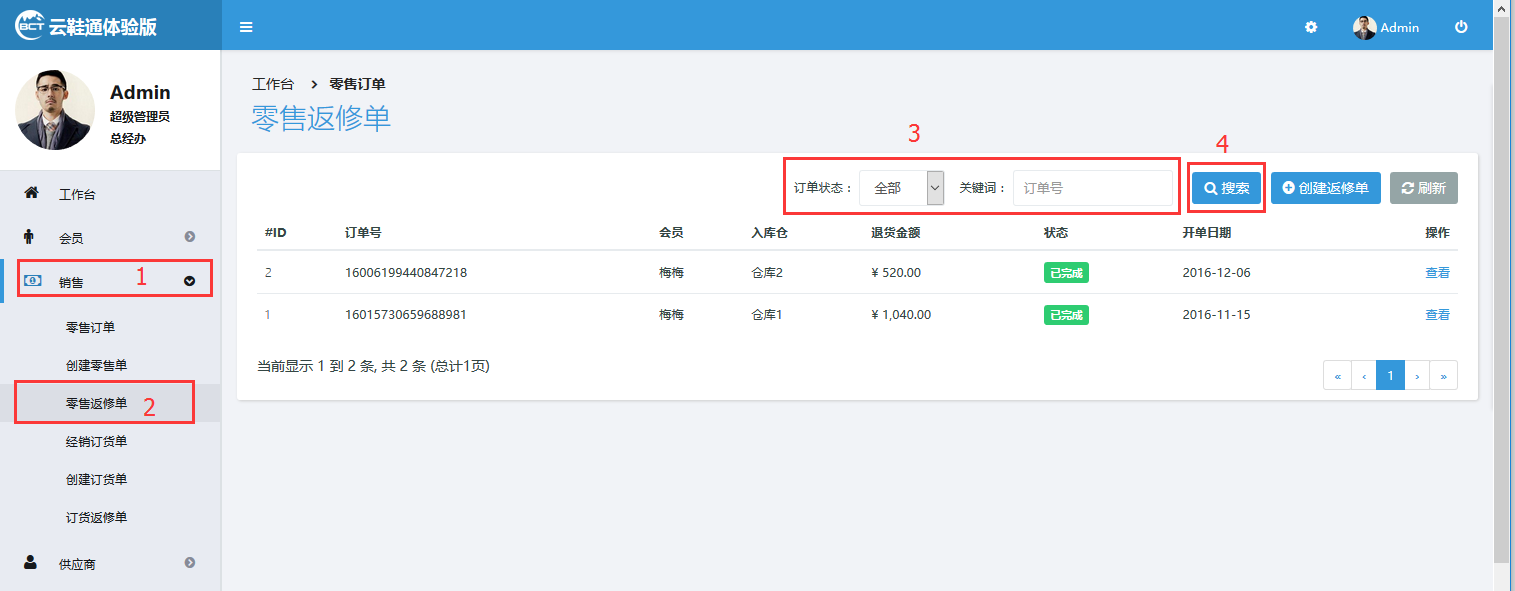 BCT 云鞋通体验版
Admin
Admin
超级管理员
总经办
工作台
会员
销售 1
零售订单
创建零售单
零售返修单 2
经销订货单
创建订货单
订货返修单
供应商
工作台 > 零售订单
零售返修单
3
4
订单状态： 全部 关键词： 订单号 搜索 创建返修单 刷新
#ID 订单号 会员 入库仓 退货金额 状态 开单日期 操作
2 16006199440847218 梅梅 仓库2 ¥ 520.00 已完成 2016-12-06 查看
1 16015730659688981 梅梅 仓库1 ¥ 1,040.00 已完成 2016-11-15 查看
当前显示 1 到 2 条, 共 2 条 (总计1页)
« ‹ 1 › »